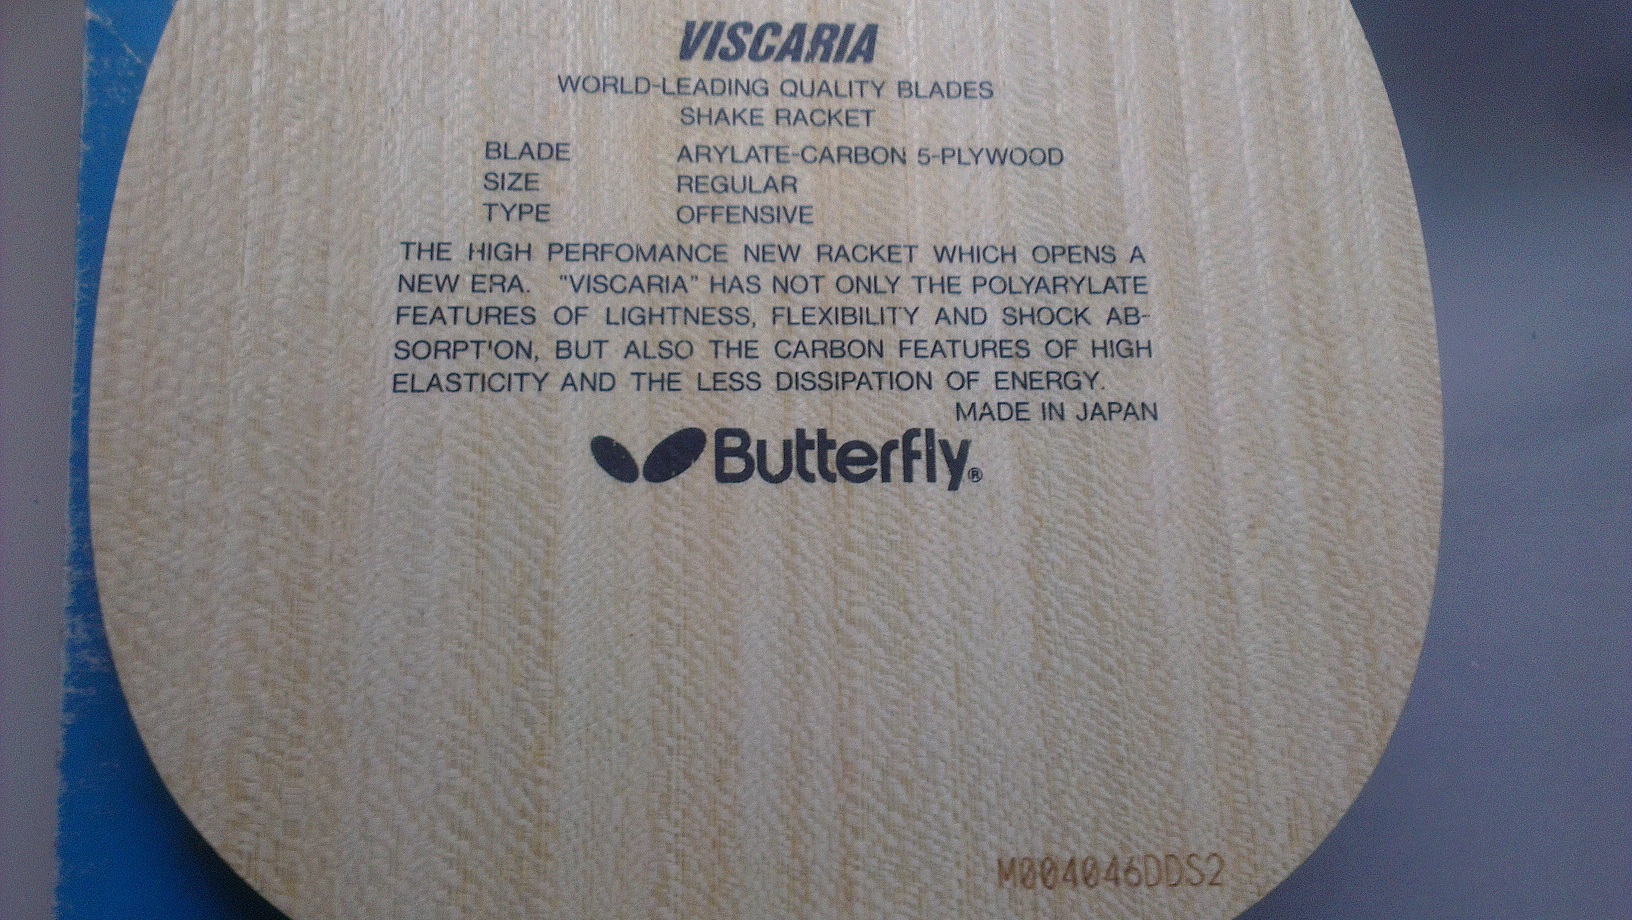 VISCARIA
WORLD-LEADING QUALITY BLADES
SHAKE RACKET
BLADE ARYLATE-CARBON 5-PLYWOOD
SIZE REGULAR
TYPE OFFENSIVE
THE HIGH PERFOMANCE NEW RACKET WHICH OPENS A
NEW ERA. "VISCARIA" HAS NOT ONLY THE POLYARYLATE
FEATURES OF LIGHTNESS, FLEXIBILITY AND SHOCK AB-
SORPT'ON, BUT ALSO THE CARBON FEATURES OF HIGH
ELASTICITY AND THE LESS DISSIPATION OF ENERGY.
MADE IN JAPAN
Butterfly®
M004046DDS2